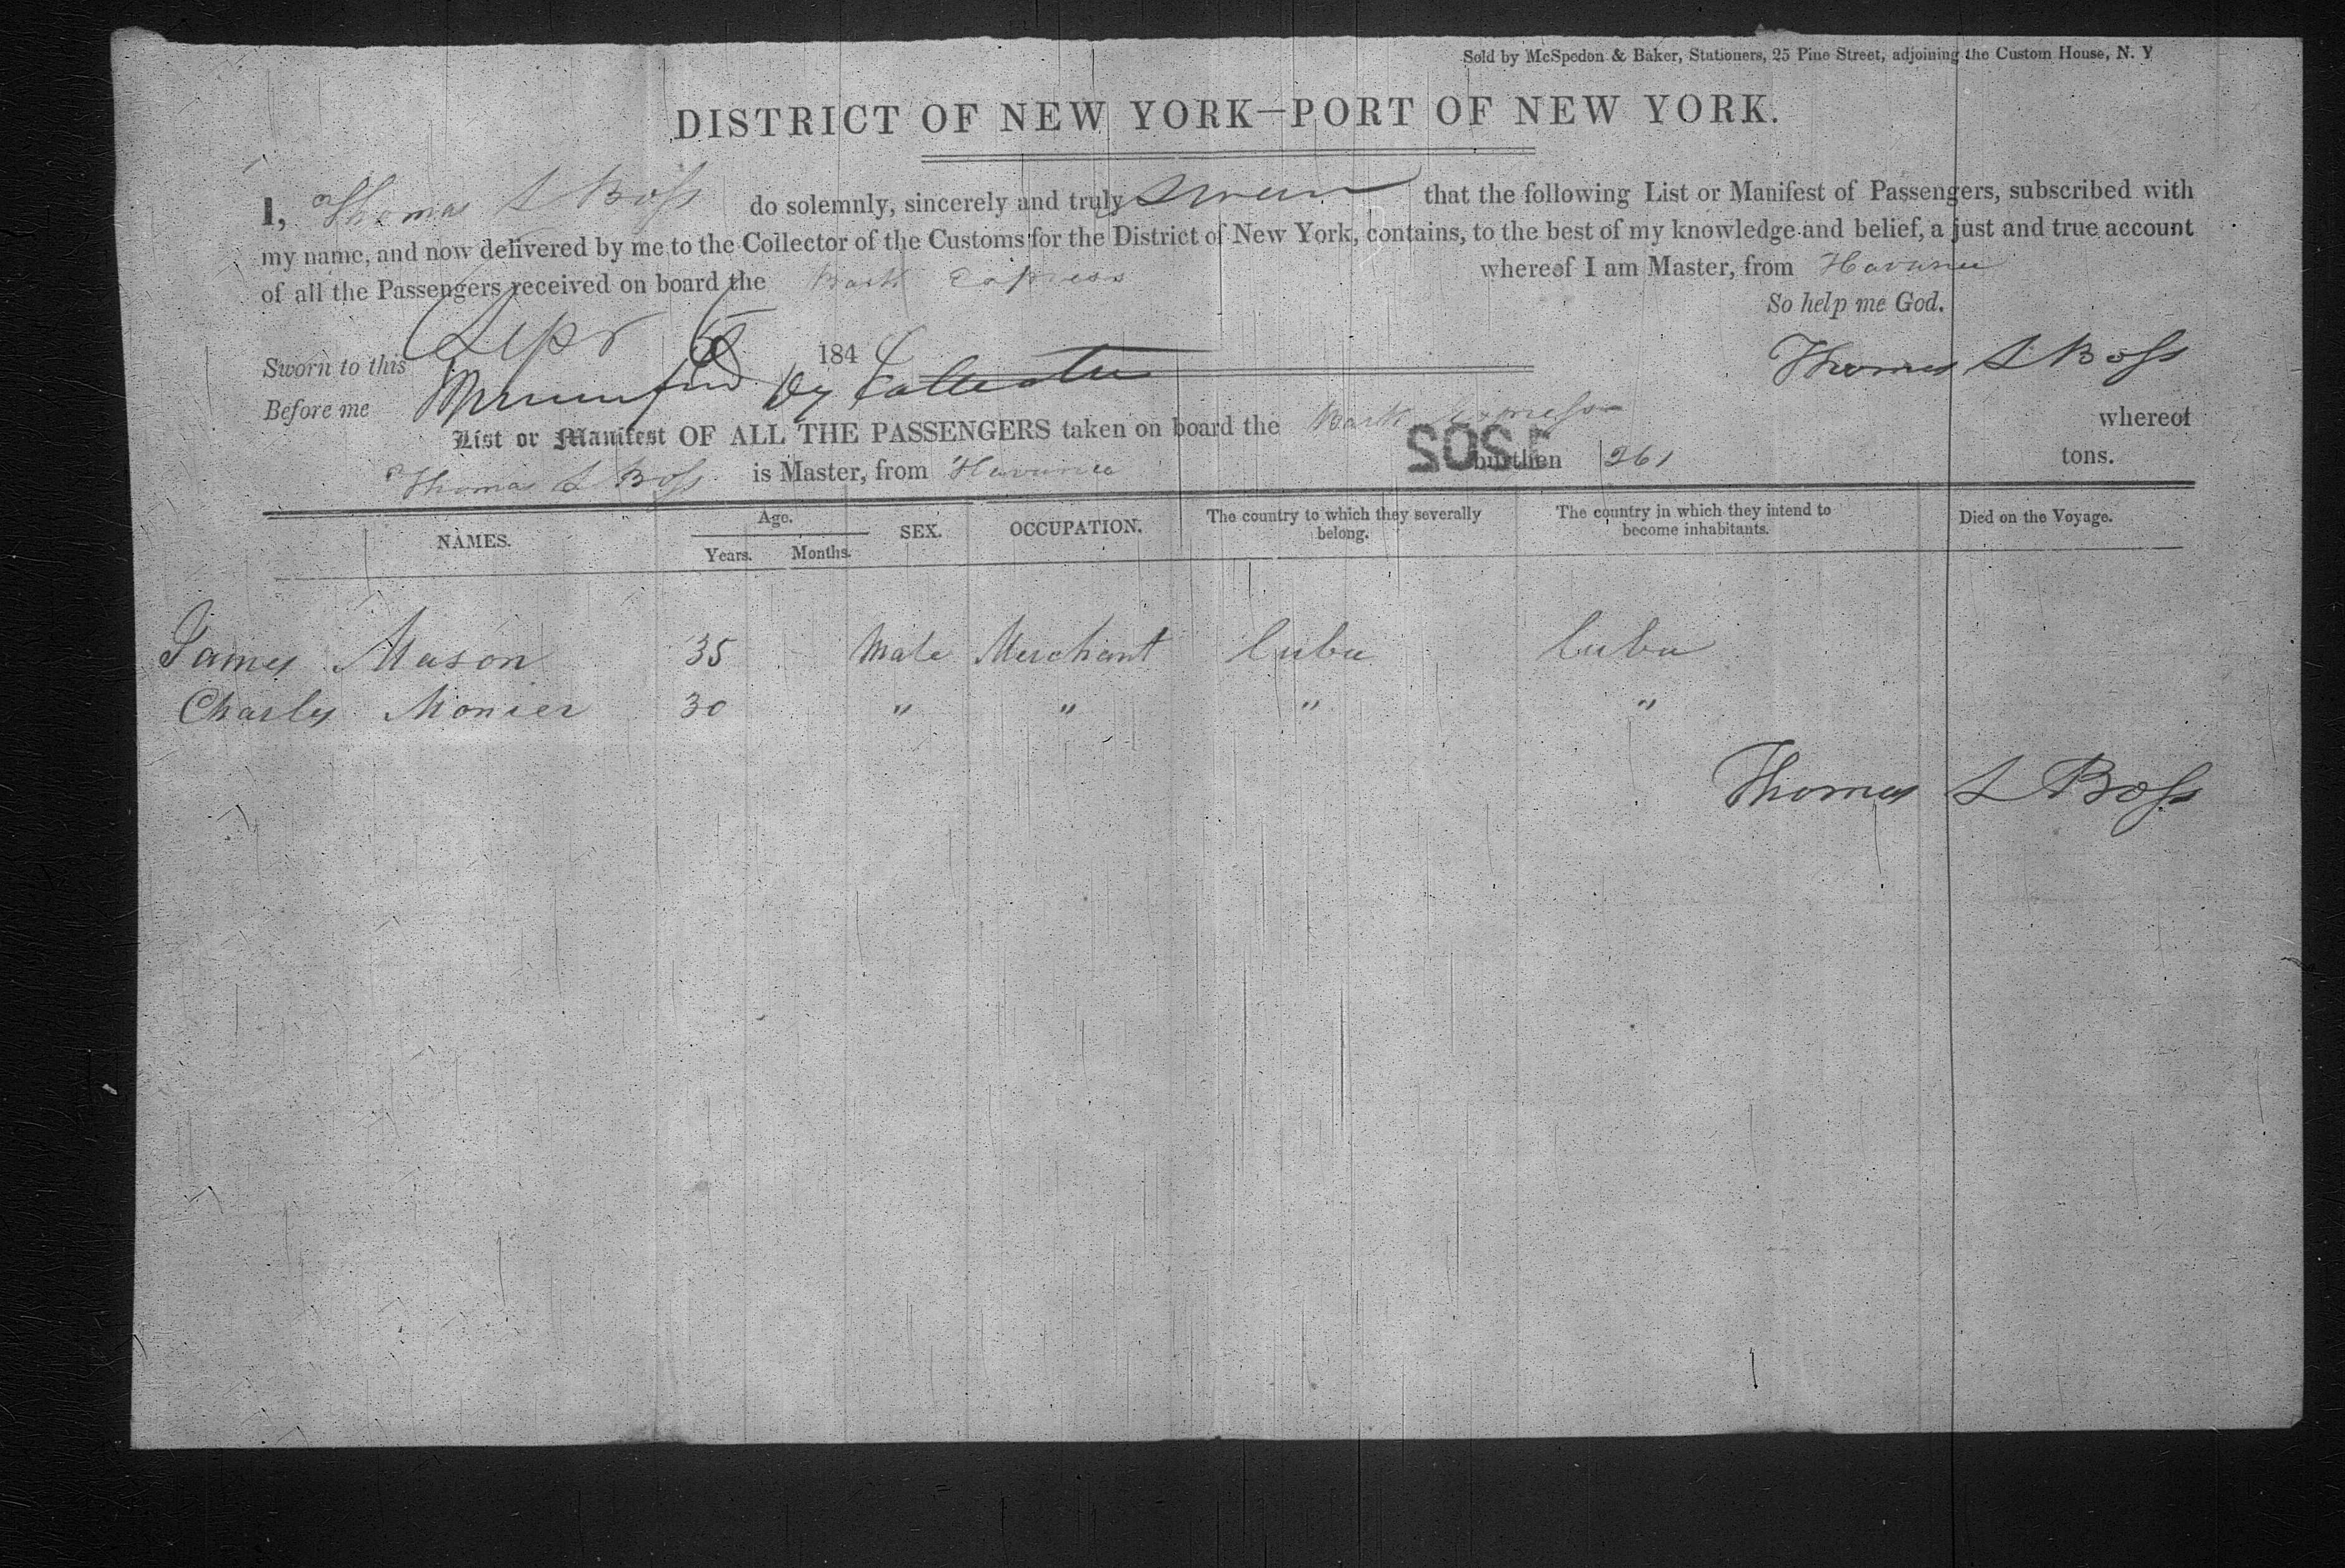 Sold by McSpedon & Baker, Stationers, 25 Pine Street, adjoining the Custom House, N. Y
DISTRICT OF NEW YORK—PORT OF NEW YORK.
I, Thomas S Boss do solemnly, sincerely and truly swear that the following List or Manifest of Passengers, subscribed with
my name, and now delivered by me to the Collector of the Customs for the District of New York, contains, to the best of my knowledge and belief, a just and true account
of all the Passengers received on board the Bark Express whereof I am Master, from Havana
So help me God.
Sworn to this Sepr 184
Before me Dy Collector
Thomas S Boss
List or Manifest OF ALL THE PASSENGERS taken on board the Bark Express whereof
Thomas S Boss is Master, from Havana burthen 261 tons.
NAMES. Age. Years. Months. SEX. OCCUPATION. The country to which they severally belong. The country in which they intend to become inhabitants. Died on the Voyage.
James Mason 35 Male Merchant Cuba Cuba
Charles Monier 30 " " " "
Thomas S Boss